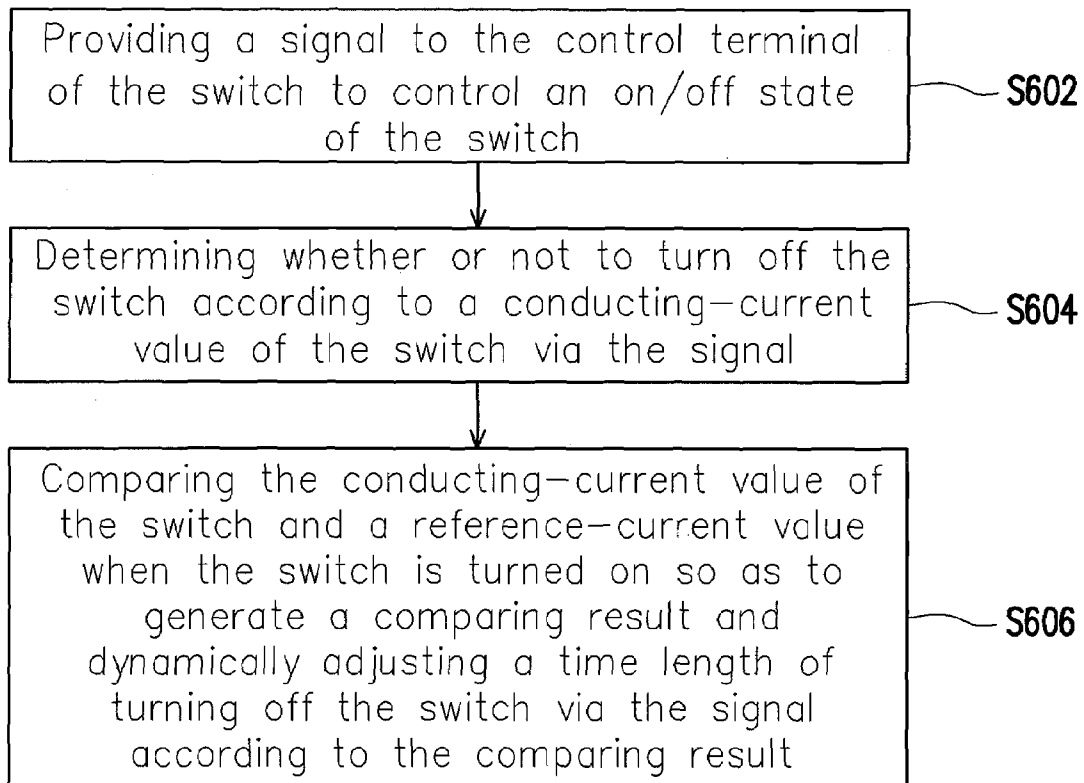 Providing a signal to the control terminal
of the switch to control an on/off state
of the switch
S602
Determining whether or not to turn off the
switch according to a conducting-current
value of the switch via the signal
S604
Comparing the conducting-current value of
the switch and a reference-current value
when the switch is turned on so as to
generate a comparing result and
dynamically adjusting a time length of
turning off the switch via the signal
according to the comparing result
S606